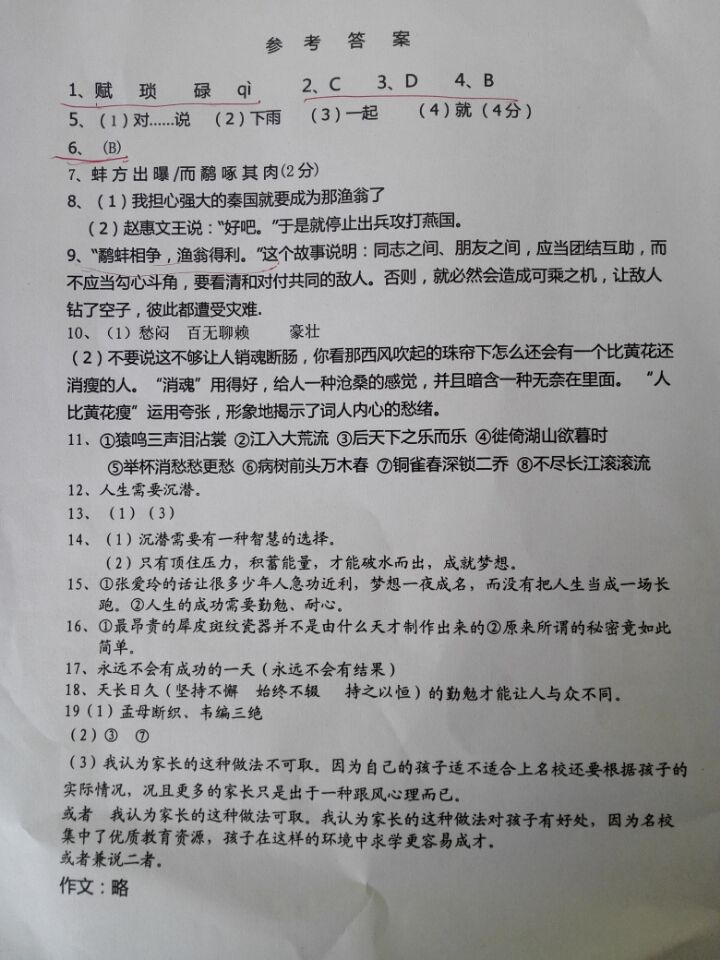 参 考 答 案
1、赋 琐 碌 qì 2、C 3、D 4、B
5、（1）对……说 （2）下雨 （3）一起 （4）就（4分）
6、 (B)
7、蚌 方 出 曝 /而 鹬 啄 其 肉(2分)
8、（1）我担心强大的秦国就要成为那渔翁了
（2）赵惠文王说：“好吧。”于是就停止出兵攻打燕国。
9、“鹬蚌相争，渔翁得利。”这个故事说明：同志之间、朋友之间，应当团结互助，而
不应当勾心斗角，要看清和对付共同的敌人。否则，就必然会造成可乘之机，让敌人
钻了空子，彼此都遭受灾难.
10、（1）愁闷 百无聊赖 豪壮
（2）不要说这不够让人销魂断肠，你看那西风吹起的珠帘下怎么还会有一个比黄花还
消瘦的人。“消魂”用得好，给人一种沧桑的感觉，并且暗含一种无奈在里面。 “人
比黄花瘦”运用夸张，形象地揭示了词人内心的愁绪。
11、①猿鸣三声泪沾裳 ②江入大荒流 ③后天下之乐而乐 ④徙倚湖山欲暮时
⑤举杯消愁愁更愁 ⑥病树前头万木春 ⑦铜雀春深锁二乔 ⑧不尽长江滚滚流
12、人生需要沉潜。
13、（1）（3）
14、（1）沉潜需要有一种智慧的选择。
（2）只有顶住压力，积蓄能量，才能破水而出，成就梦想。
15、①张爱玲的话让很多少年人急功近利，梦想一夜成名，而没有把人生当成一场长
跑。②人生的成功需要勤勉、耐心。
16、①最昂贵的犀皮斑纹瓷器并不是由什么天才制作出来的②原来所谓的秘密竟如此
简单。
17、永远不会有成功的一天（永远不会有结果）
18、天长日久（坚持不懈 始终不辍 持之以恒）的勤勉才能让人与众不同。
19（1）孟母断织、韦编三绝
（2）③ ⑦
（3）我认为家长的这种做法不可取。因为自己的孩子适不适合上名校还要根据孩子的
实际情况，况且更多的家长只是出于一种跟风心理而已。
或者 我认为家长的这种做法可取。我认为家长的这种做法对孩子有好处，因为名校
集中了优质教育资源，孩子在这样的环境中求学更容易成才。
或者兼说二者。
作文：略